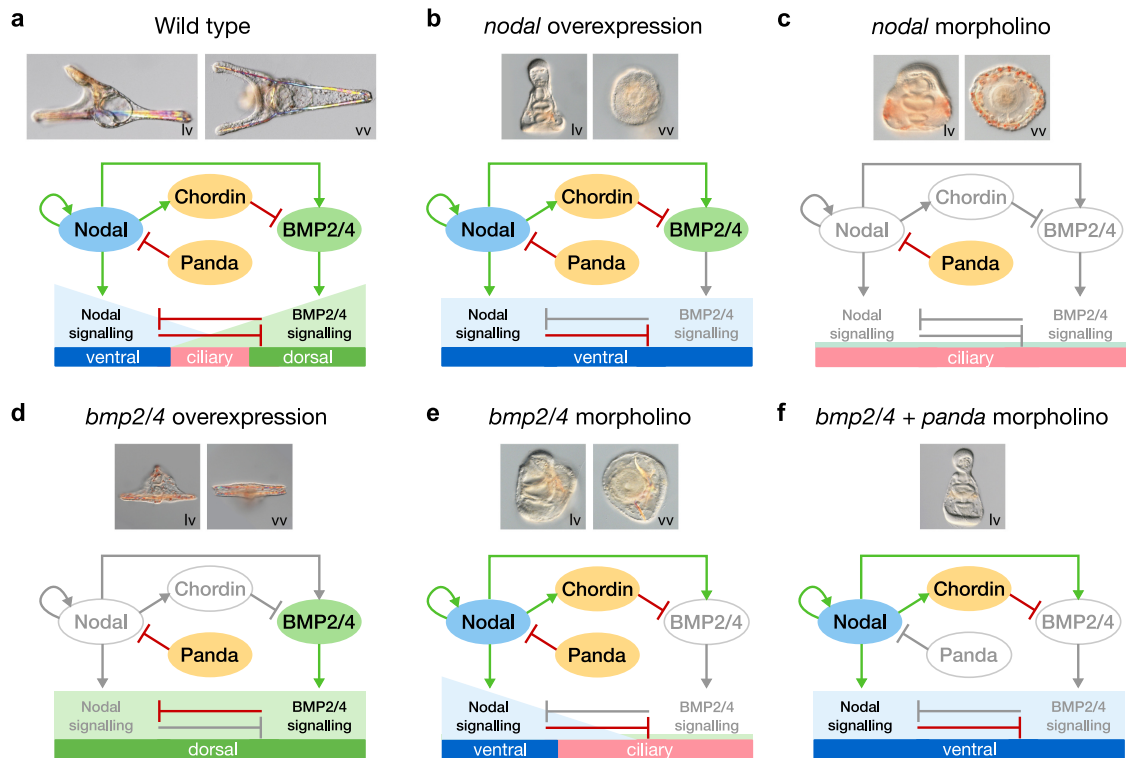 a
Wild type
lv
vv
Chordin
Nodal
BMP2/4
Panda
Nodal
signalling
BMP2/4
signalling
ventral
ciliary
dorsal
b
nodal overexpression
lv
vv
Chordin
Nodal
BMP2/4
Panda
Nodal
signalling
BMP2/4
signalling
ventral
c
nodal morpholino
lv
vv
Chordin
Nodal
BMP2/4
Panda
Nodal
signalling
BMP2/4
signalling
ciliary
d
bmp2/4 overexpression
lv
vv
Chordin
Nodal
BMP2/4
Panda
Nodal
signalling
BMP2/4
signalling
dorsal
e
bmp2/4 morpholino
lv
vv
Chordin
Nodal
BMP2/4
Panda
Nodal
signalling
BMP2/4
signalling
ventral
ciliary
f
bmp2/4 + panda morpholino
lv
Chordin
Nodal
BMP2/4
Panda
Nodal
signalling
BMP2/4
signalling
ventral